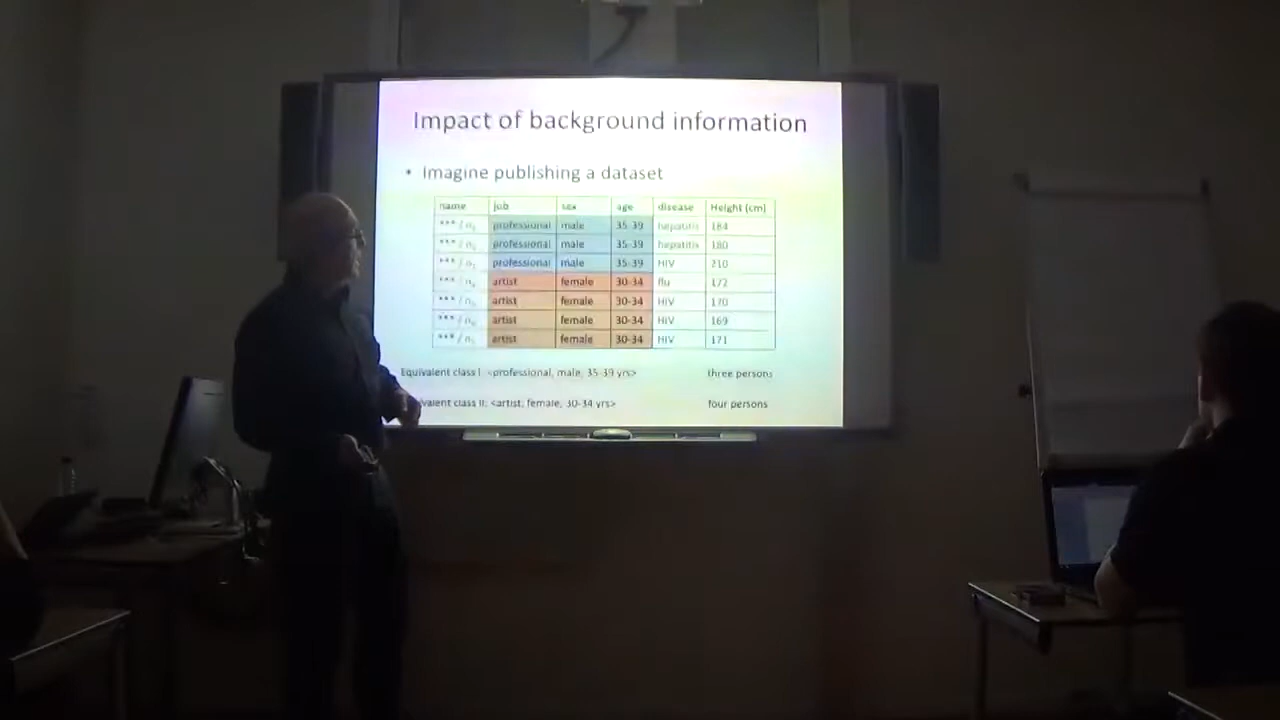 Impact of background information
• Imagine publishing a dataset
name job sex age disease Height (cm)
*** / n professional male 35-39 hepatitis 184
*** / n professional male 35-39 hepatitis 180
*** / n professional male 35-39 HIV 210
*** / n artist female 30-34 flu 172
*** / n artist female 30-34 HIV 170
*** / n artist female 30-34 HIV 169
*** / n artist female 30-34 HIV 171
Equivalent class I: <professional, male, 35-39 yrs> three persons
valent class II: <artist, female, 30-34 yrs> four persons